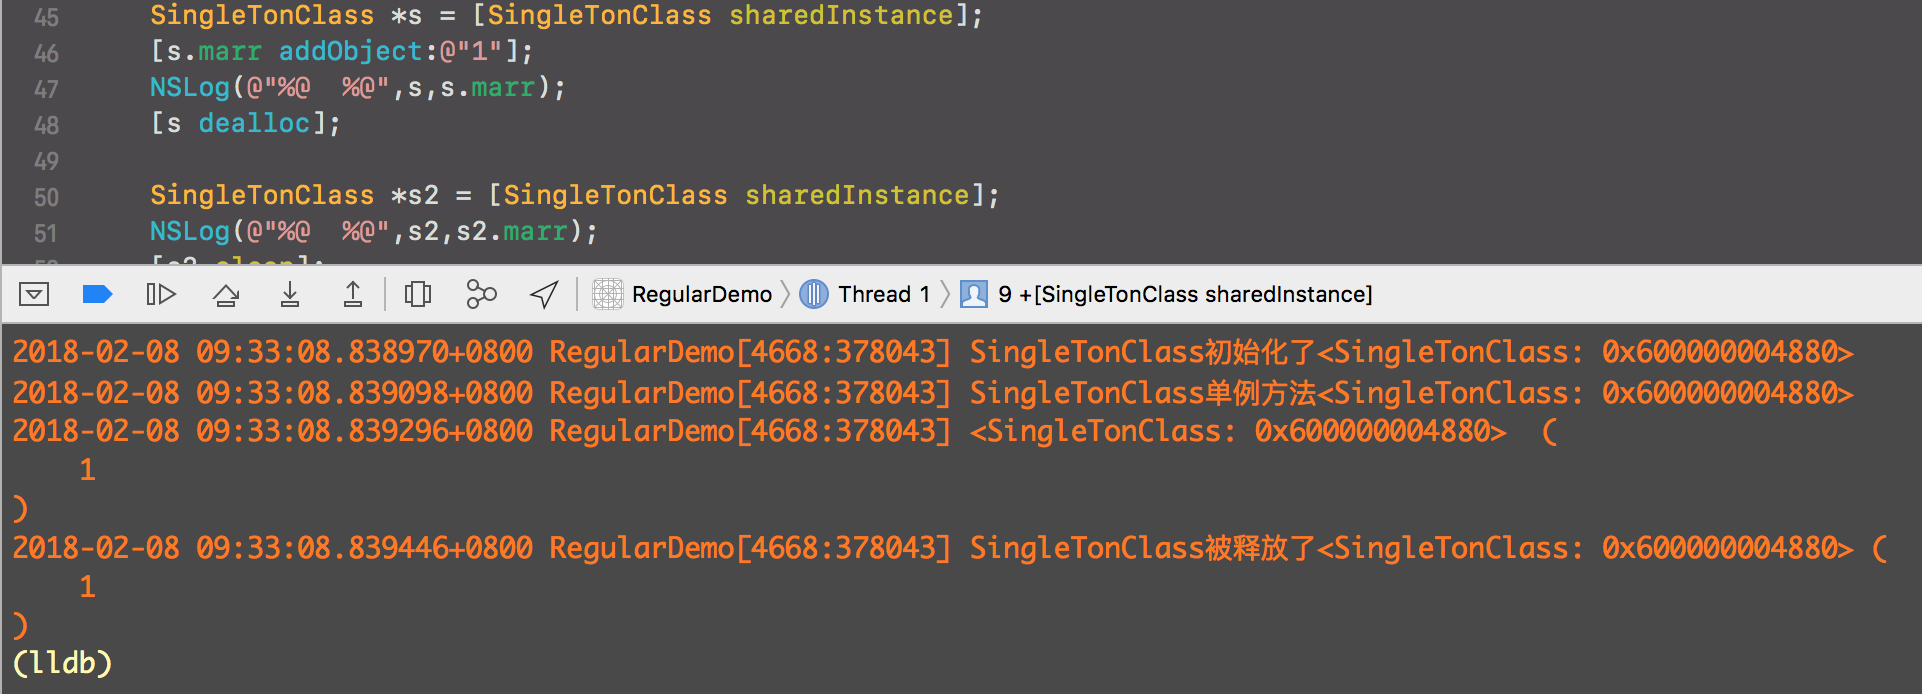 45 SingleTonClass *s = [SingleTonClass sharedInstance];
46 [s.marr addObject:@"1"];
47 NSLog(@"%@  %@",s,s.marr);
48 [s dealloc];
49
50 SingleTonClass *s2 = [SingleTonClass sharedInstance];
51 NSLog(@"%@  %@",s2,s2.marr);
RegularDemo Thread 1 9 +[SingleTonClass sharedInstance]
2018-02-08 09:33:08.838970+0800 RegularDemo[4668:378043] SingleTonClass初始化了<SingleTonClass: 0x600000004880>
2018-02-08 09:33:08.839098+0800 RegularDemo[4668:378043] SingleTonClass单例方法<SingleTonClass: 0x600000004880>
2018-02-08 09:33:08.839296+0800 RegularDemo[4668:378043] <SingleTonClass: 0x600000004880>  (
1
)
2018-02-08 09:33:08.839446+0800 RegularDemo[4668:378043] SingleTonClass被释放了<SingleTonClass: 0x600000004880> (
1
)
(lldb)